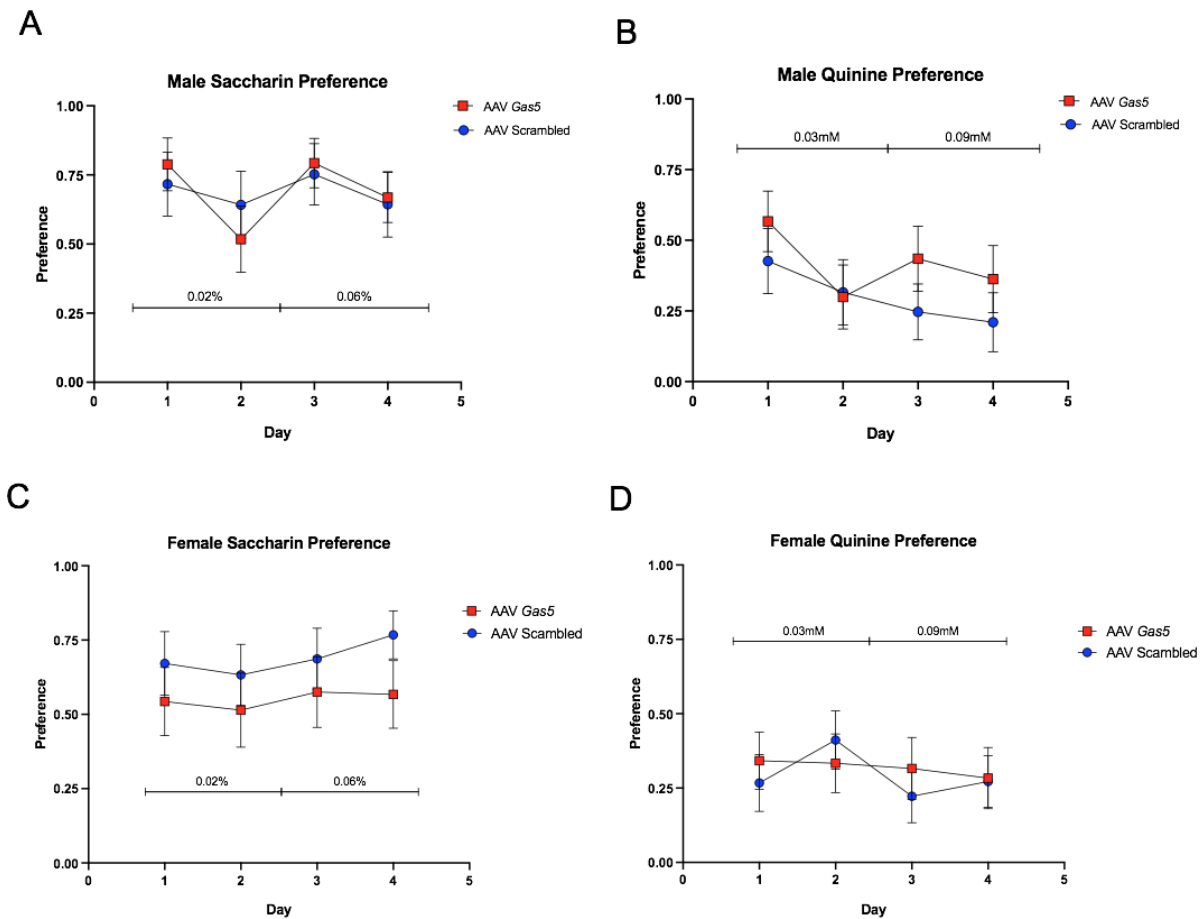 A
Male Saccharin Preference
AAV Gas5
AAV Scrambled
1.00
0.75
0.50
0.25
0.00
Preference
0.02%
0.06%
0
1
2
3
4
5
Day
B
Male Quinine Preference
AAV Gas5
AAV Scrambled
1.00
0.75
0.50
0.25
0.00
Preference
0.03mM
0.09mM
0
1
2
3
4
5
Day
C
Female Saccharin Preference
AAV Gas5
AAV Scambled
1.00
0.75
0.50
0.25
0.00
Preference
0.02%
0.06%
0
1
2
3
4
5
Day
D
Female Quinine Preference
AAV Gas5
AAV Scambled
1.00
0.75
0.50
0.25
0.00
Preference
0.03mM
0.09mM
0
1
2
3
4
5
Day